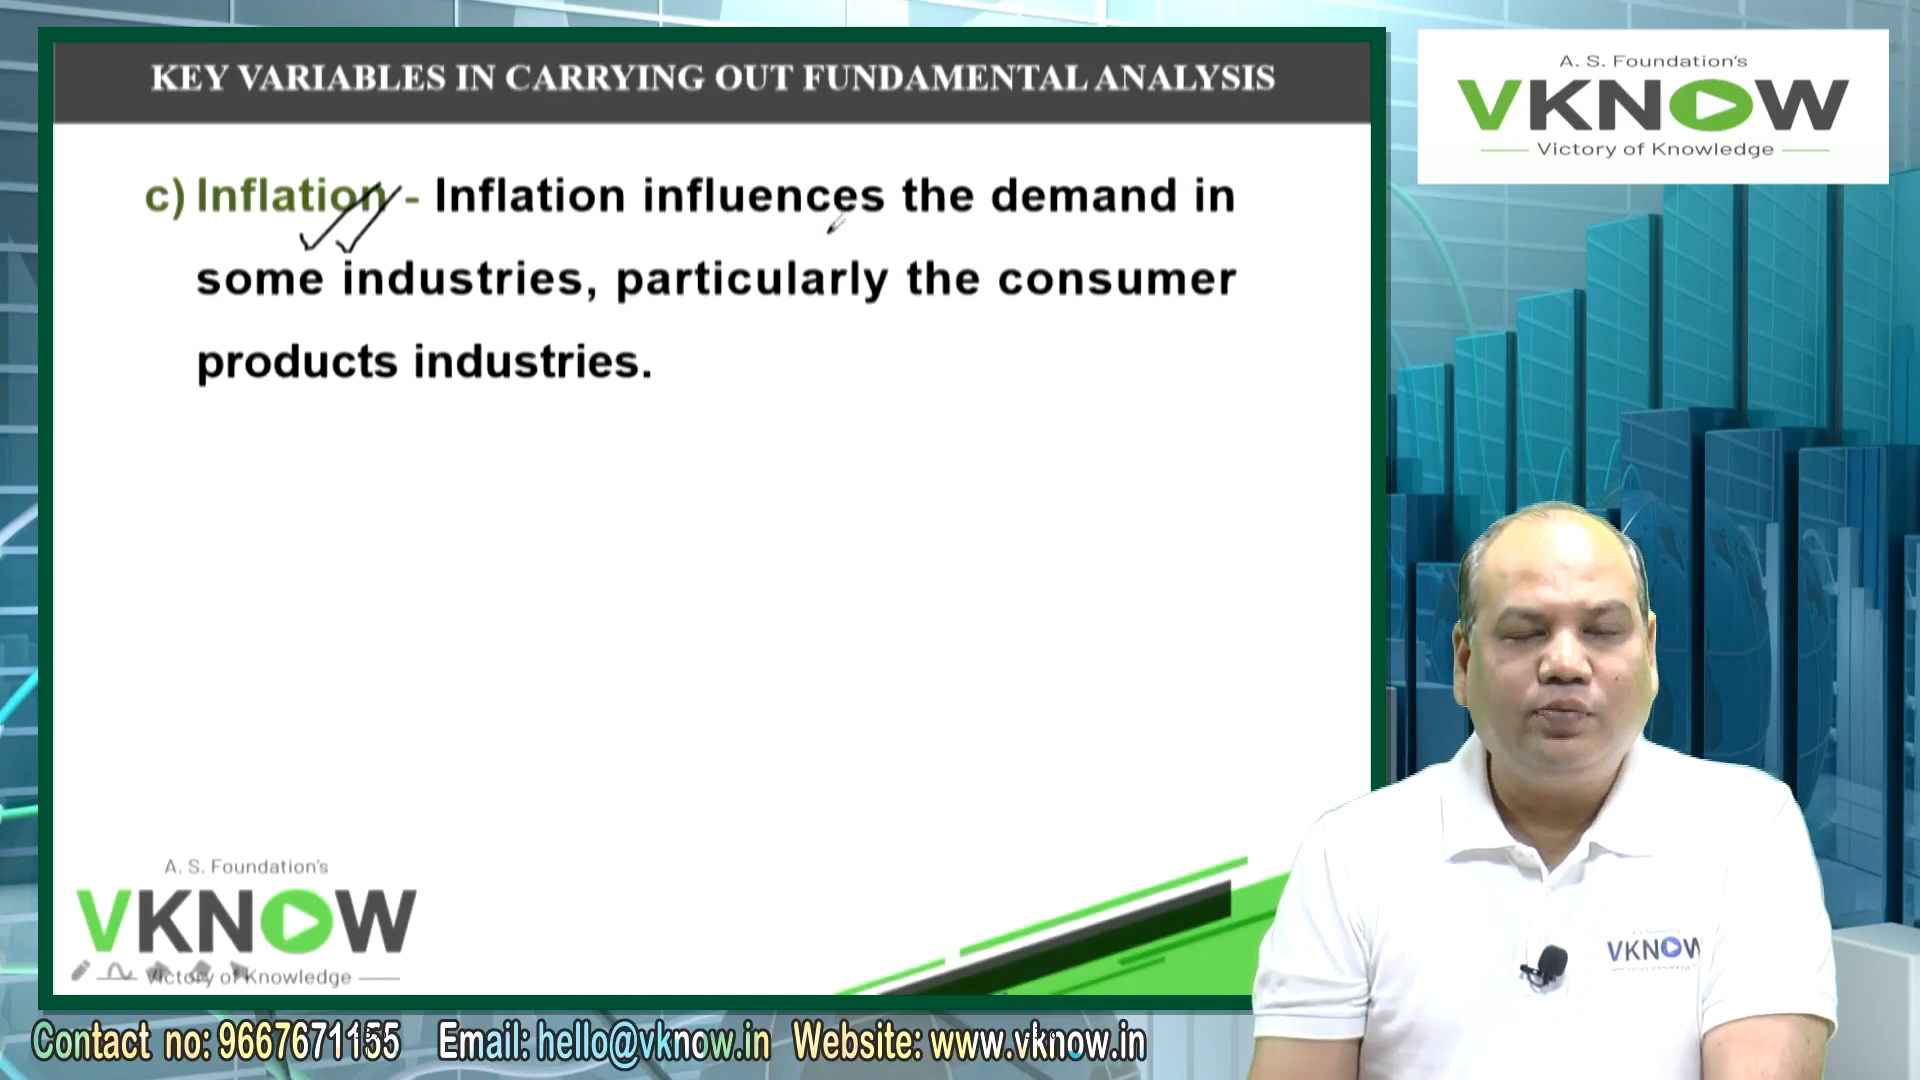 KEY VARIABLES IN CARRYING OUT FUNDAMENTAL ANALYSIS
c) Inflation - Inflation influences the demand in
some industries, particularly the consumer
products industries.
A. S. Foundation's
VKNOW
Victory of Knowledge
A. S. Foundation's
VKNOW
Victory of Knowledge
VKNOW
Contact no: 9667671155 Email: hello@vknow.in Website: www.vknow.in